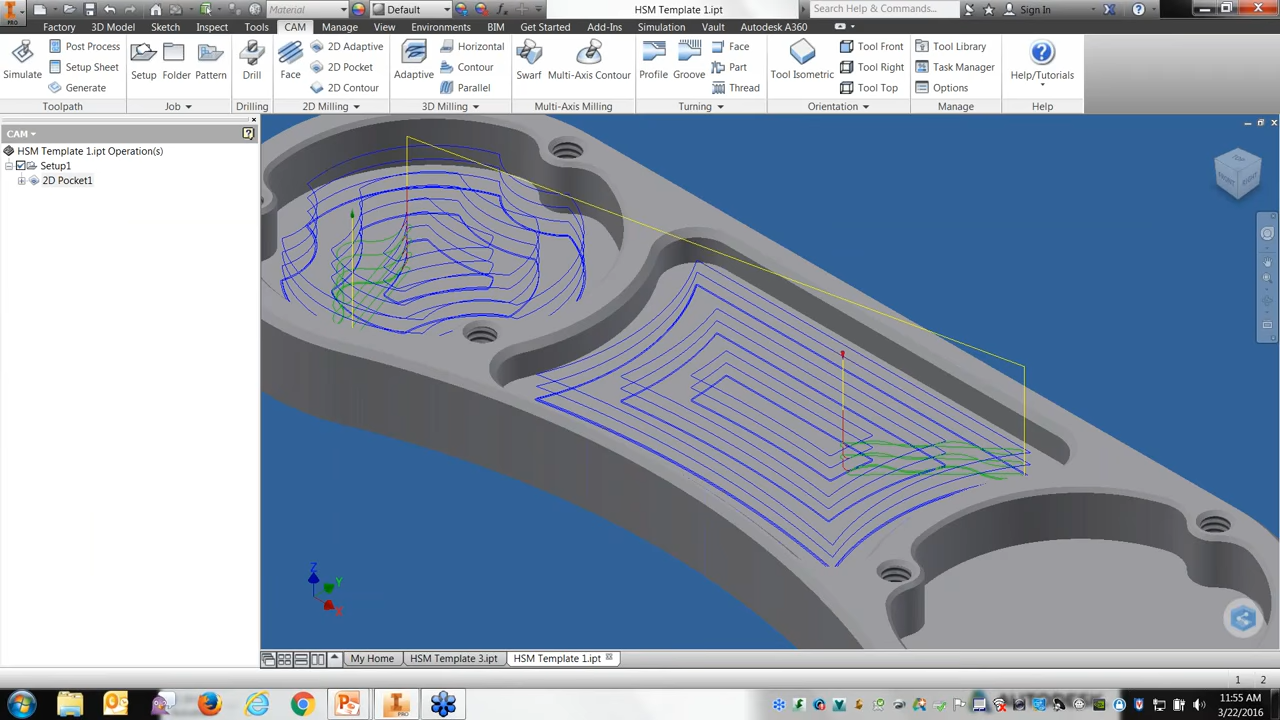 PRO
Material
Default
HSM Template 1.ipt
Search Help & Commands...
Sign In
Factory 3D Model Sketch Inspect Tools CAM Manage View Environments BIM Get Started Add-Ins Simulation Vault Autodesk A360
Simulate
Post Process
Setup Sheet
Generate
Toolpath
Setup Folder Pattern
Job
Drill
Drilling
Face
2D Adaptive
2D Pocket
2D Contour
2D Milling
Adaptive
Horizontal
Contour
Parallel
3D Milling
Swarf Multi-Axis Contour
Multi-Axis Milling
Profile Groove
Face
Part
Thread
Turning
Tool Isometric
Tool Front
Tool Right
Tool Top
Orientation
Tool Library
Task Manager
Options
Manage
Help/Tutorials
Help
CAM
HSM Template 1.ipt Operation(s)
Setup1
2D Pocket1
TOP
FRONT RIGHT
Z
Y
X
My Home HSM Template 3.ipt HSM Template 1.ipt
1 2
11:55 AM
3/22/2016